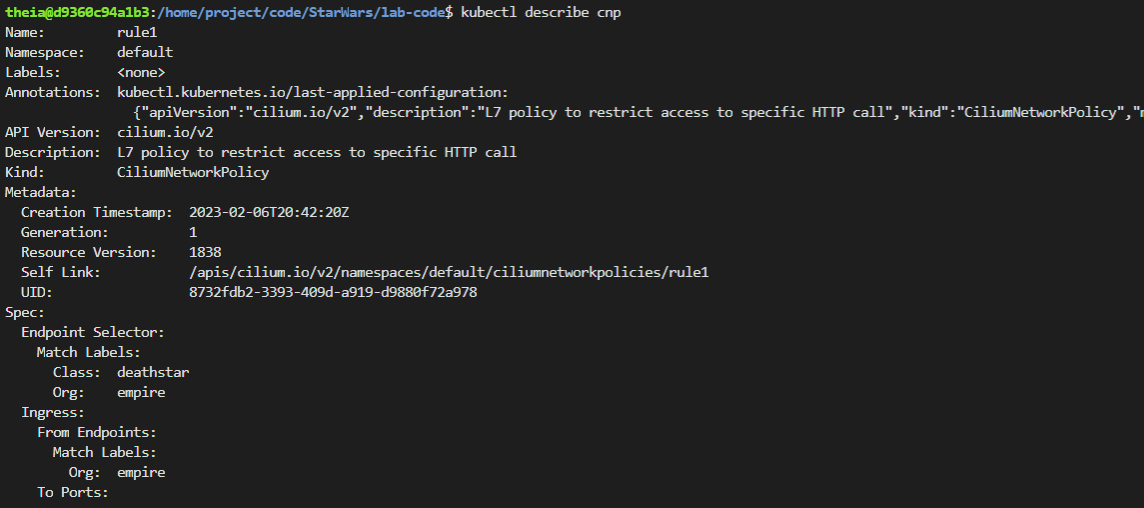 theia@d9360c94a1b3:/home/project/code/StarWars/lab-code$ kubectl describe cnp
Name:         rule1
Namespace:    default
Labels:       <none>
Annotations:  kubectl.kubernetes.io/last-applied-configuration:
                {"apiVersion":"cilium.io/v2","description":"L7 policy to restrict access to specific HTTP call","kind":"CiliumNetworkPolicy","
API Version:  cilium.io/v2
Description:  L7 policy to restrict access to specific HTTP call
Kind:         CiliumNetworkPolicy
Metadata:
  Creation Timestamp:  2023-02-06T20:42:20Z
  Generation:          1
  Resource Version:    1838
  Self Link:           /apis/cilium.io/v2/namespaces/default/ciliumnetworkpolicies/rule1
  UID:                 8732fdb2-3393-409d-a919-d9880f72a978
Spec:
  Endpoint Selector:
    Match Labels:
      Class:  deathstar
      Org:    empire
  Ingress:
    From Endpoints:
      Match Labels:
        Org:  empire
    To Ports: